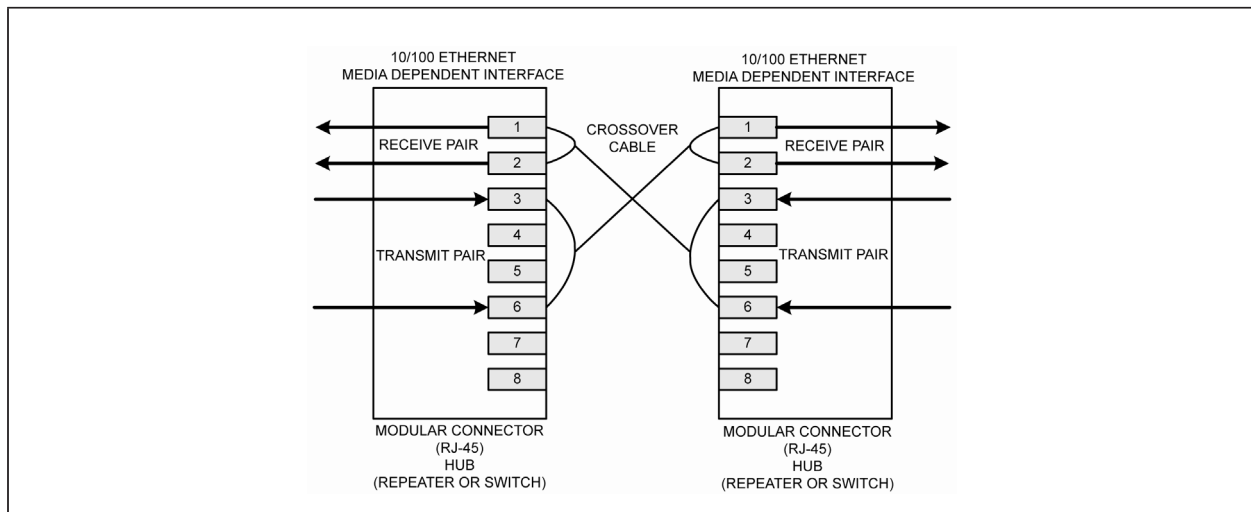 10/100 ETHERNET
MEDIA DEPENDENT INTERFACE
10/100 ETHERNET
MEDIA DEPENDENT INTERFACE
1
RECEIVE PAIR
2
3
4
TRANSMIT PAIR
5
6
7
8
CROSSOVER
CABLE
1
RECEIVE PAIR
2
3
4
TRANSMIT PAIR
5
6
7
8
MODULAR CONNECTOR
(RJ-45)
HUB
(REPEATER OR SWITCH)
MODULAR CONNECTOR
(RJ-45)
HUB
(REPEATER OR SWITCH)